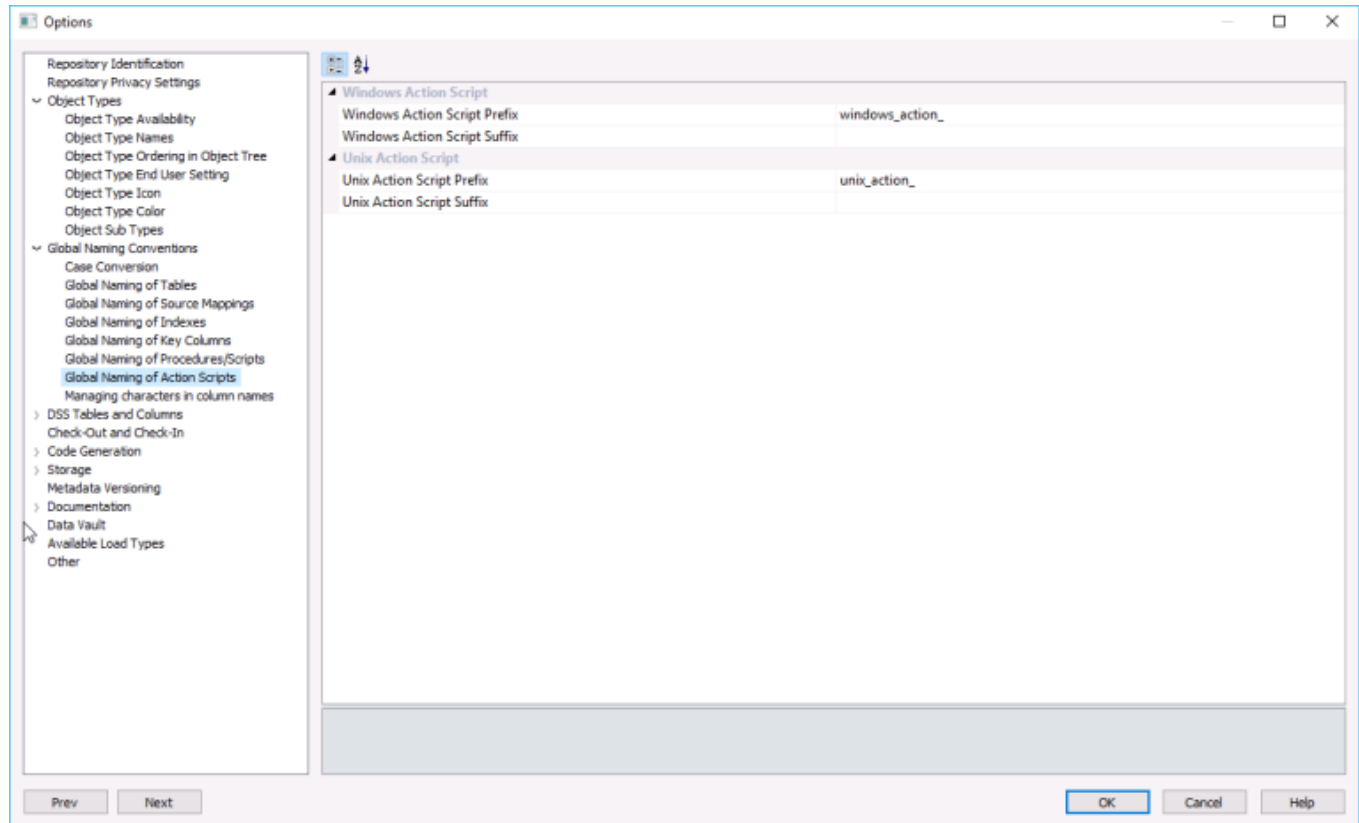 Options
Repository Identification
Repository Privacy Settings
Object Types
Object Type Availability
Object Type Names
Object Type Ordering in Object Tree
Object Type End User Setting
Object Type Icon
Object Type Color
Object Sub Types
Global Naming Conventions
Case Conversion
Global Naming of Tables
Global Naming of Source Mappings
Global Naming of Indexes
Global Naming of Key Columns
Global Naming of Procedures/Scripts
Global Naming of Action Scripts
Managing characters in column names
DSS Tables and Columns
Check-Out and Check-In
Code Generation
Storage
Metadata Versioning
Documentation
Data Vault
Available Load Types
Other
Windows Action Script
Windows Action Script Prefix windows_action_
Windows Action Script Suffix
Unix Action Script
Unix Action Script Prefix unix_action_
Unix Action Script Suffix
Prev Next OK Cancel Help